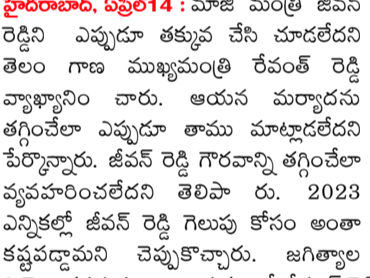 హైదరాబాద్, ఏప్రిల్14 : మాజీ మంత్రి జీవన్
రెడ్డిని ఎప్పుడూ తక్కువ చేసి చూడలేదని
తెలం గాణ ముఖ్యమంత్రి రేవంత్ రెడ్డి
వ్యాఖ్యానిం చారు. ఆయన మర్యాదను
తగ్గించేలా ఎప్పుడూ తాము మాట్లాడలేదని
పేర్కొన్నారు. జీవన్ రెడ్డి గౌరవాన్ని తగ్గించేలా
వ్యవహరించలేదని తెలిపా రు. 2023
ఎన్నికల్లో జీవన్ రెడ్డి గెలుపు కోసం అంతా
కష్టపడ్డామని చెప్పుకొచ్చారు. జగిత్యాల